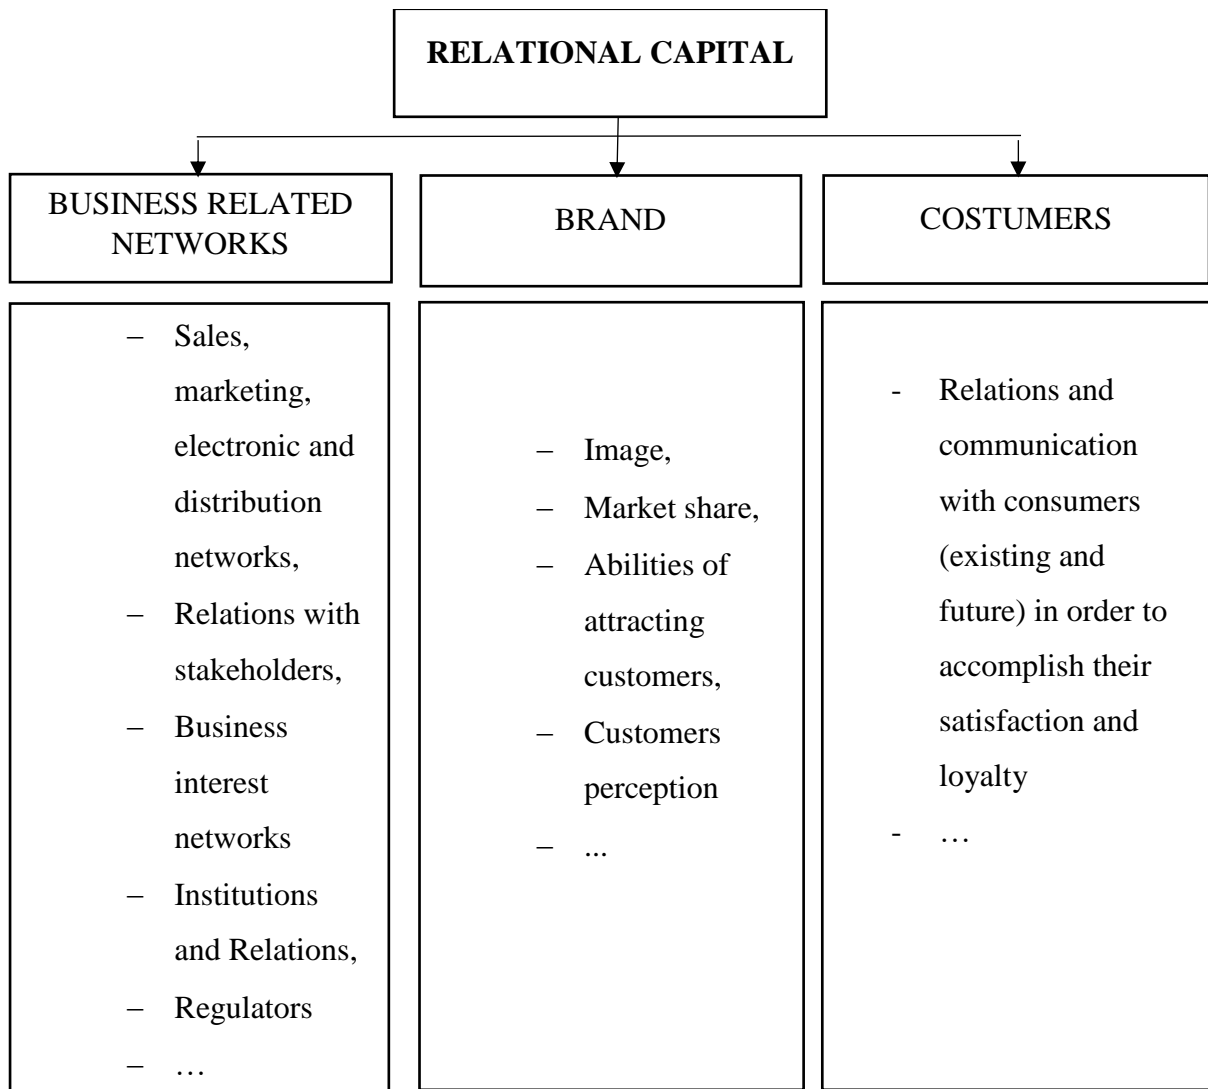 RELATIONAL CAPITAL
BUSINESS RELATED
NETWORKS
– Sales,
marketing,
electronic and
distribution
networks,
– Relations with
stakeholders,
– Business
interest
networks
– Institutions
and Relations,
– Regulators
– …
BRAND
– Image,
– Market share,
– Abilities of
attracting
customers,
– Customers
perception
– ...
COSTUMERS
- Relations and
communication
with consumers
(existing and
future) in order to
accomplish their
satisfaction and
loyalty
- …